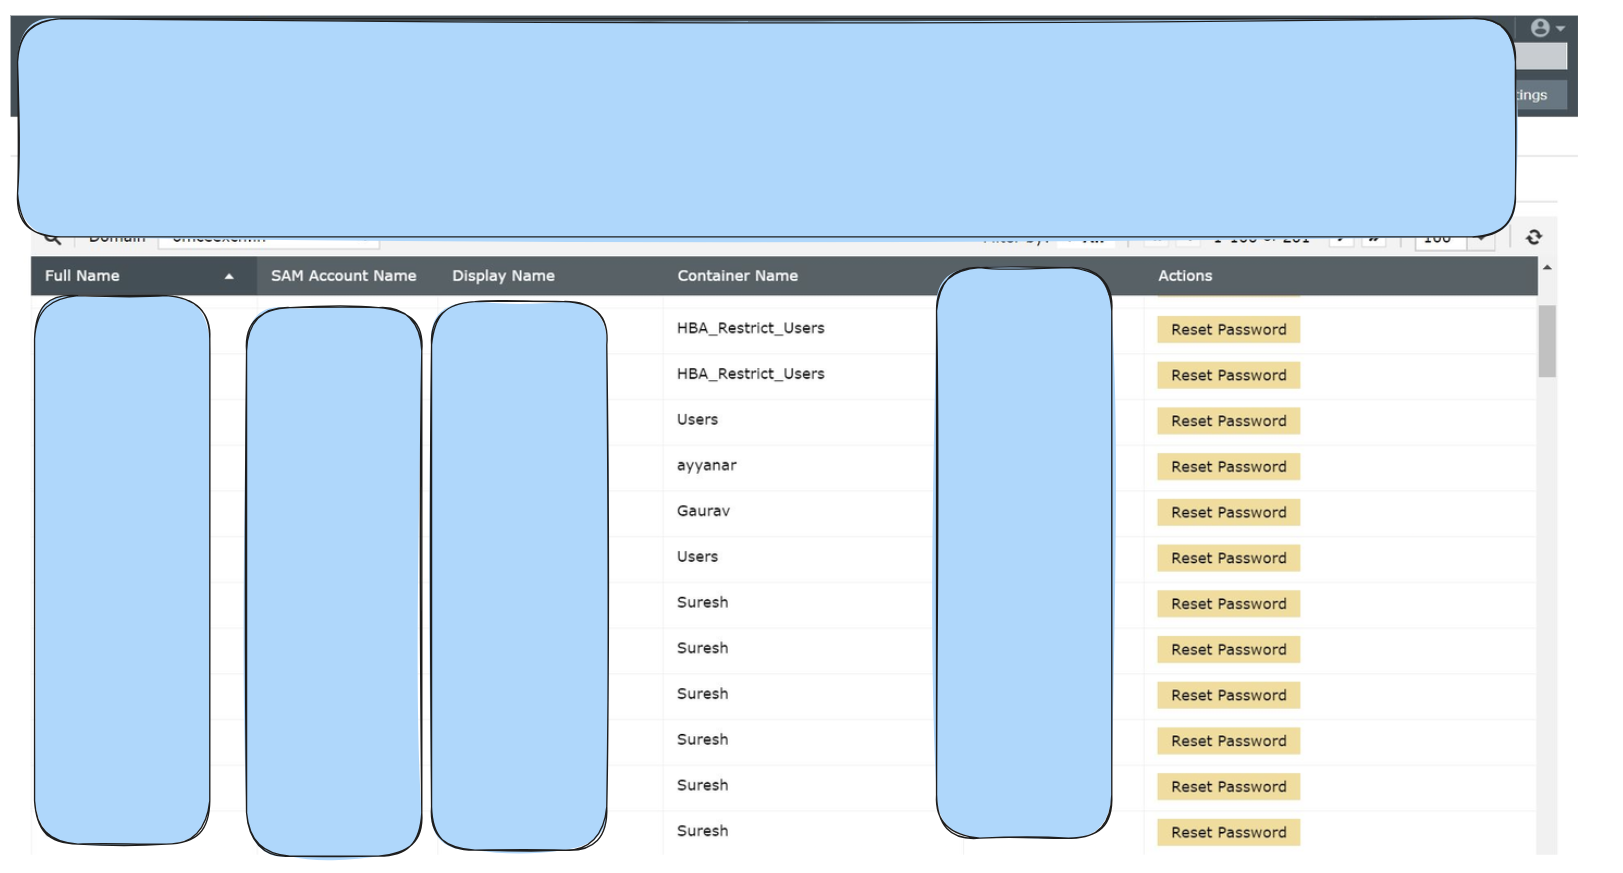 tings
Full Name SAM Account Name Display Name Container Name Actions
HBA_Restrict_Users Reset Password
HBA_Restrict_Users Reset Password
Users Reset Password
ayyanar Reset Password
Gaurav Reset Password
Users Reset Password
Suresh Reset Password
Suresh Reset Password
Suresh Reset Password
Suresh Reset Password
Suresh Reset Password
Suresh Reset Password